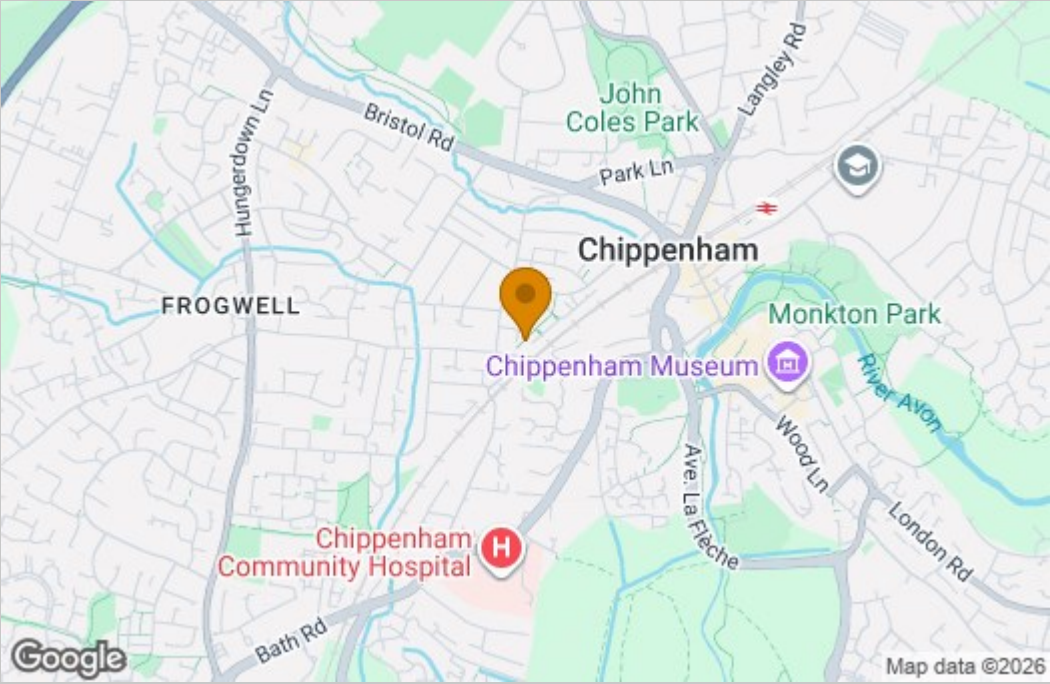 Langley Rd
John
Coles Park
Bristol Rd
Hungerdown Ln
Park Ln
Chippenham
FROGWELL
Monkton Park
Chippenham Museum
River Avon
Wood Ln
Ave. La Flèche
London Rd
Chippenham
Community Hospital
H
Bath Rd
Google
Map data ©2026